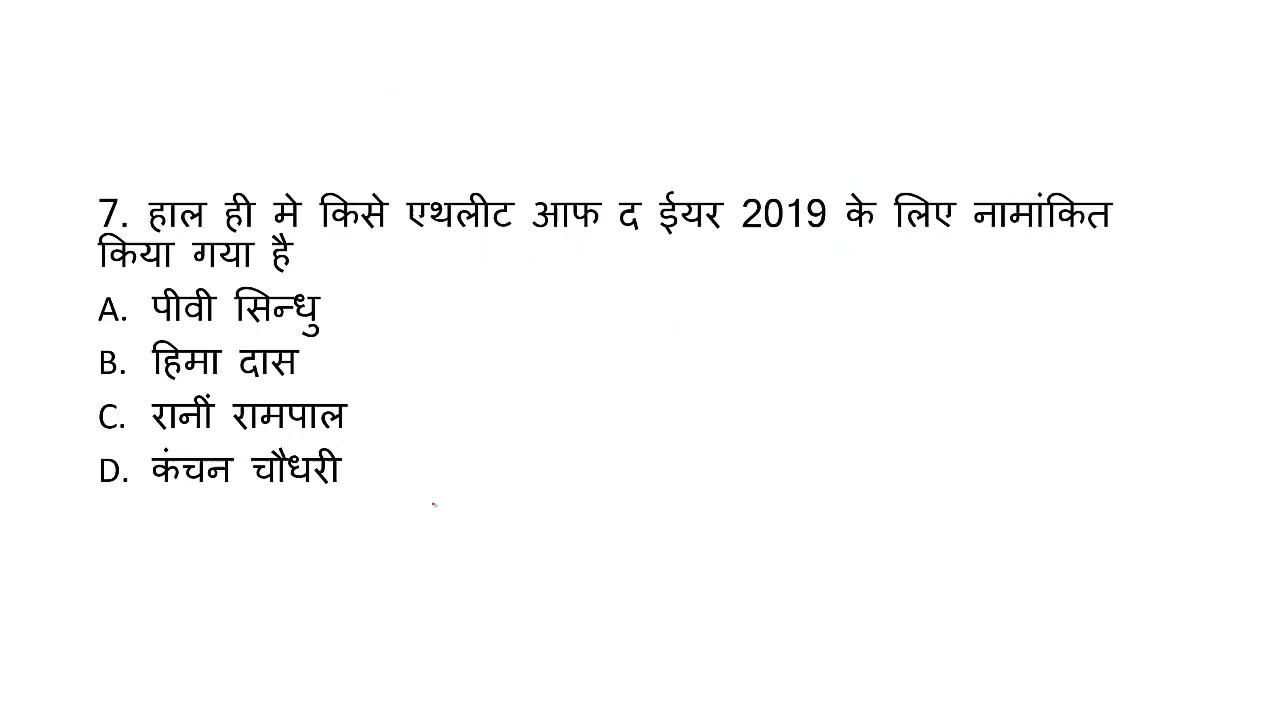 7. हाल ही मे किसे एथलीट आफ द ईयर 2019 के लिए नामांकित
किया गया है
A. पीवी सिन्धु
B. हिमा दास
C. रानीं रामपाल
D. कंचन चौधरी